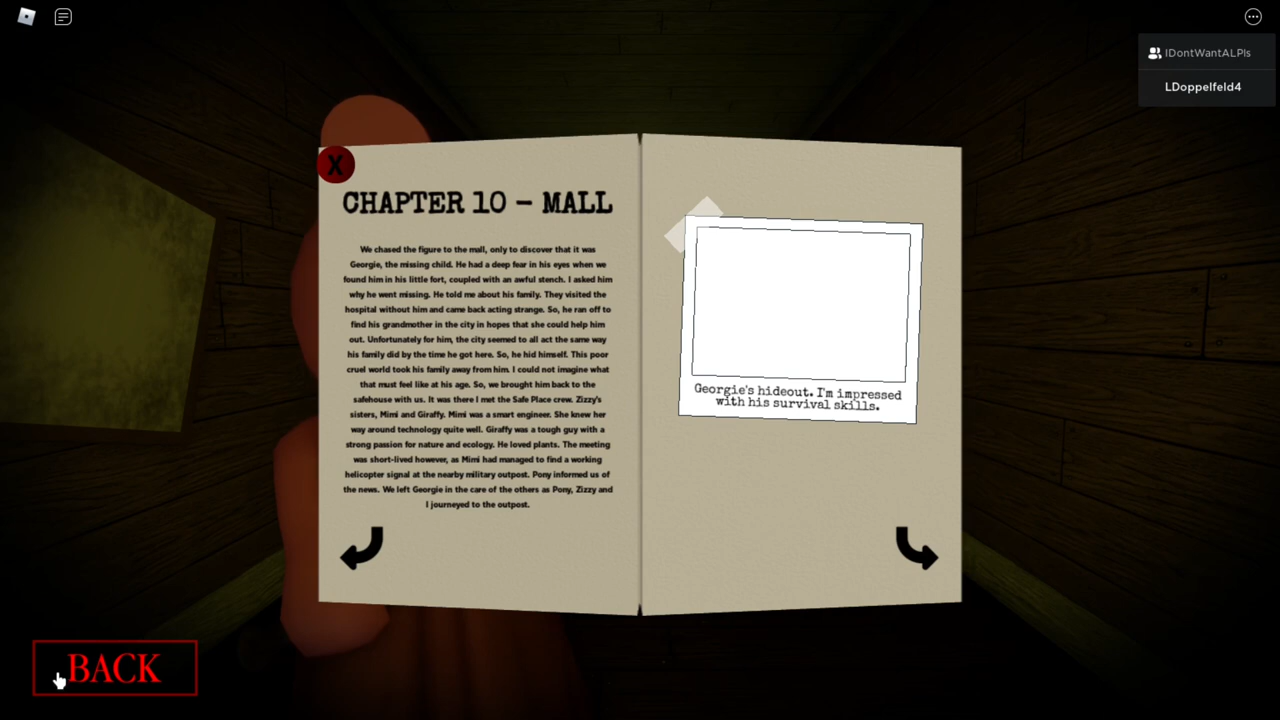 IDontWantALPIs
LDoppelfeld4
X
CHAPTER 10 - MALL
We chased the figure to the mall, only to discover that it was
Georgie, the missing child. He had a deep fear in his eyes when we
found him in his little fort, coupled with an awful stench. I asked him
why he went missing. He told me about his family. They visited the
hospital without him and came back acting strange. So, he ran off to
find his grandmother in the city in hopes that she could help him
out. Unfortunately for him, the city seemed to all act the same way
his family did by the time he got here. So, he hid himself. This poor
cruel world took his family away from him. I could not imagine what
that must feel like at his age. So, we brought him back to the
safehouse with us. It was there I met the Safe Place crew. Zizzy's
sisters, Mimi and Giraffy. Mimi was a smart engineer. She knew her
way around technology quite well. Giraffy was a tough guy with a
strong passion for nature and ecology. He loved plants. The meeting
was short-lived however, as Mimi had managed to find a working
helicopter signal at the nearby military outpost. Pony informed us of
the news. We left Georgie in the care of the others as Pony, Zizzy and
I journeyed to the outpost.
Georgie's hideout. I'm impressed
with his survival skills.
BACK